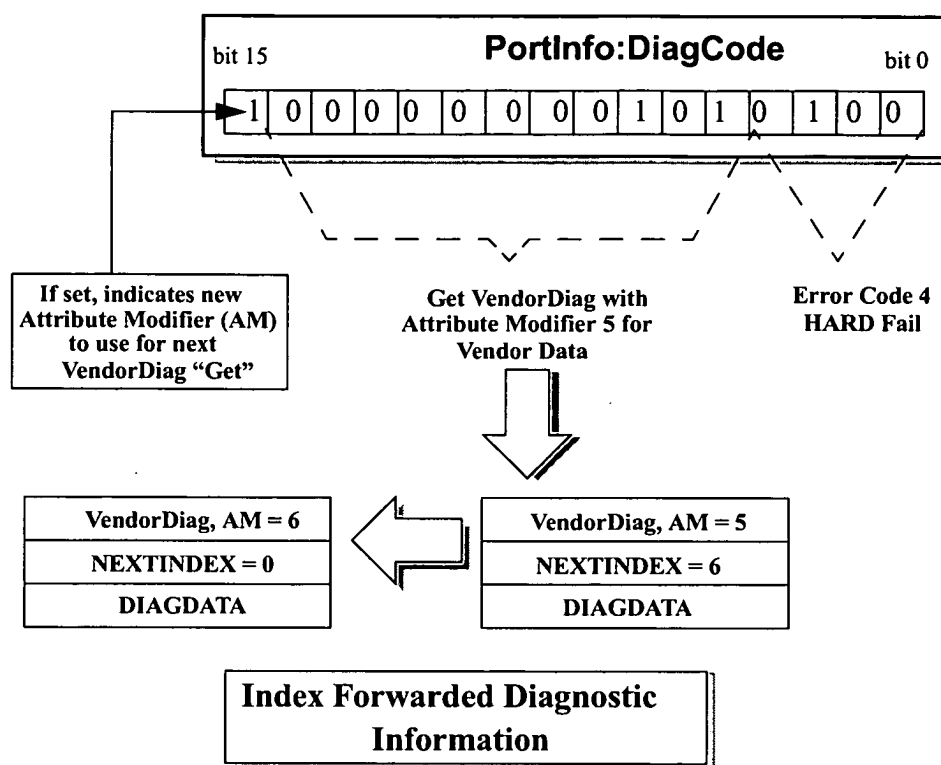 PortInfo:DiagCode
bit 15
bit 0
1 0 0 0 0 0 0 0 0 1 0 1 0 1 0 0
If set, indicates new
Attribute Modifier (AM)
to use for next
VendorDiag “Get”
Get VendorDiag with
Attribute Modifier 5 for
Vendor Data
Error Code 4
HARD Fail
VendorDiag, AM = 6
NEXTINDEX = 0
DIAGDATA
VendorDiag, AM = 5
NEXTINDEX = 6
DIAGDATA
Index Forwarded Diagnostic
Information